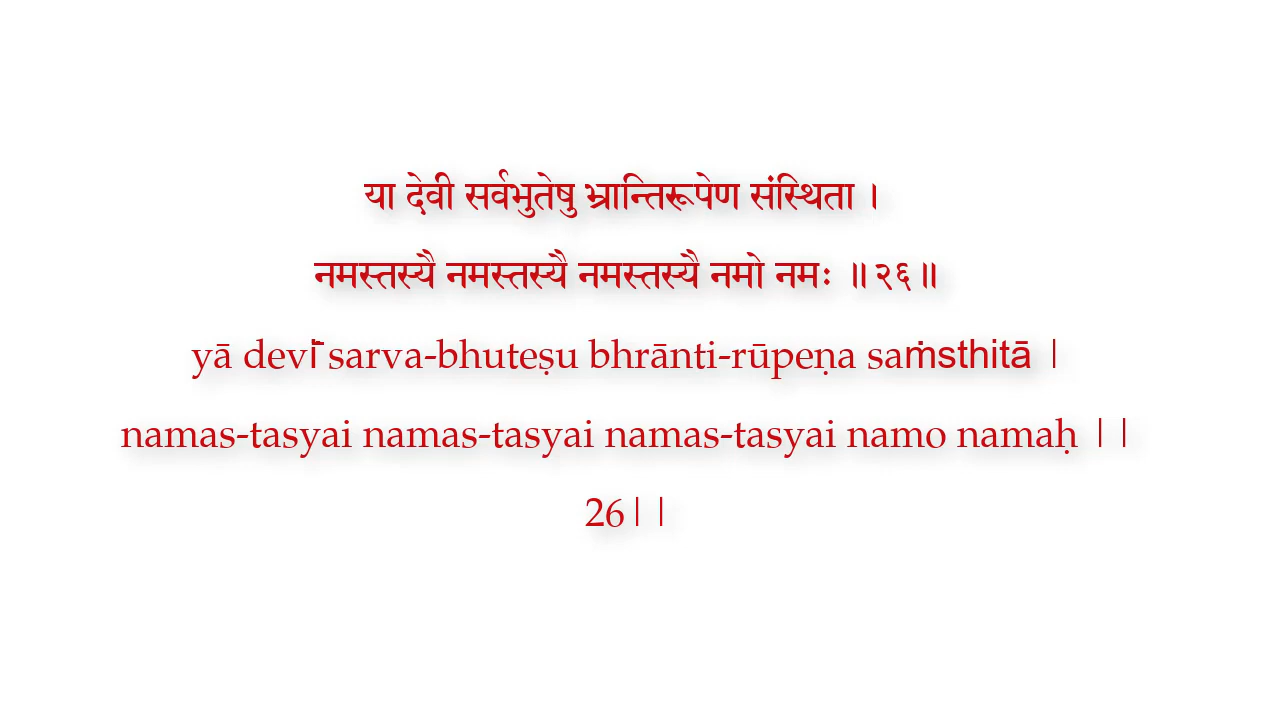 या देवी सर्वभुतेषु भ्रान्तिरूपेण संस्थिता ।
नमस्तस्यै नमस्तस्यै नमस्तस्यै नमो नमः ॥२६॥
yā devī sarva-bhuteṣu bhrānti-rūpeṇa saṁsthitā |
namas-tasyai namas-tasyai namas-tasyai namo namaḥ ||
26||